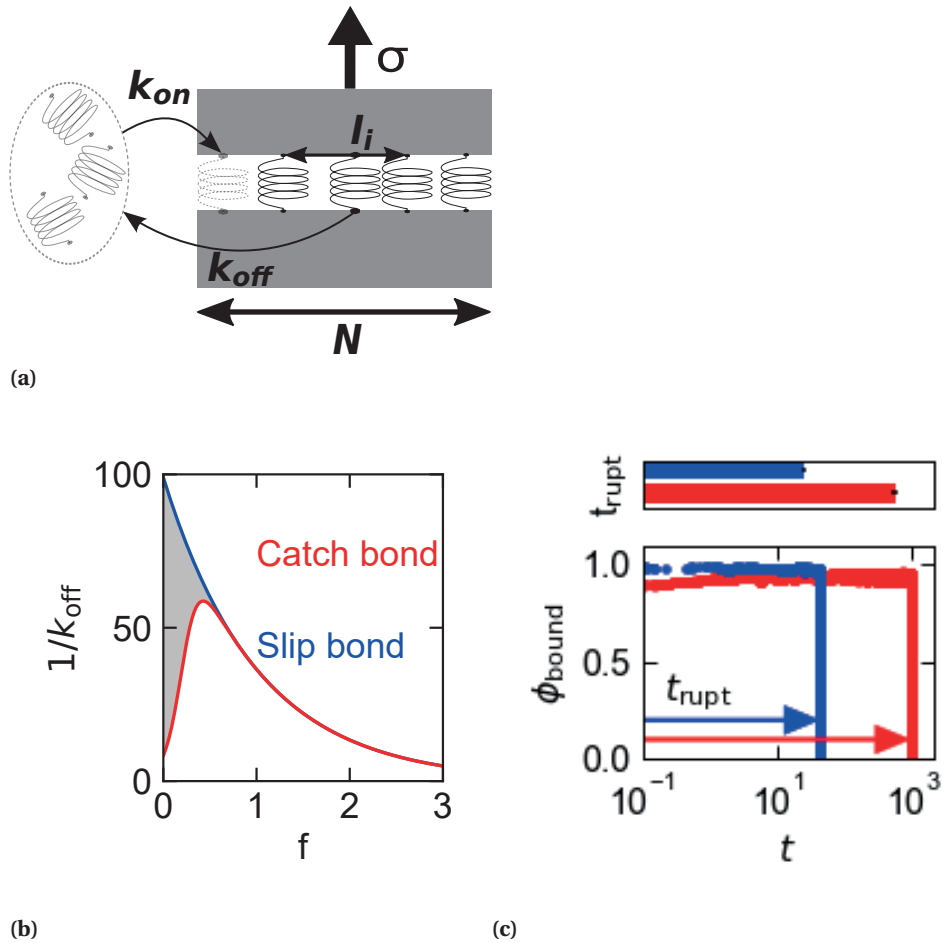 σ
k_on
l_i
k_off
N
(a)
100
50
0
1/k_off
Catch bond
Slip bond
0 1 2 3
f
(b)
t_rupt
1.0
0.5
0.0
ϕ_bound
t_rupt
10^-1 10^1 10^3
t
(c)